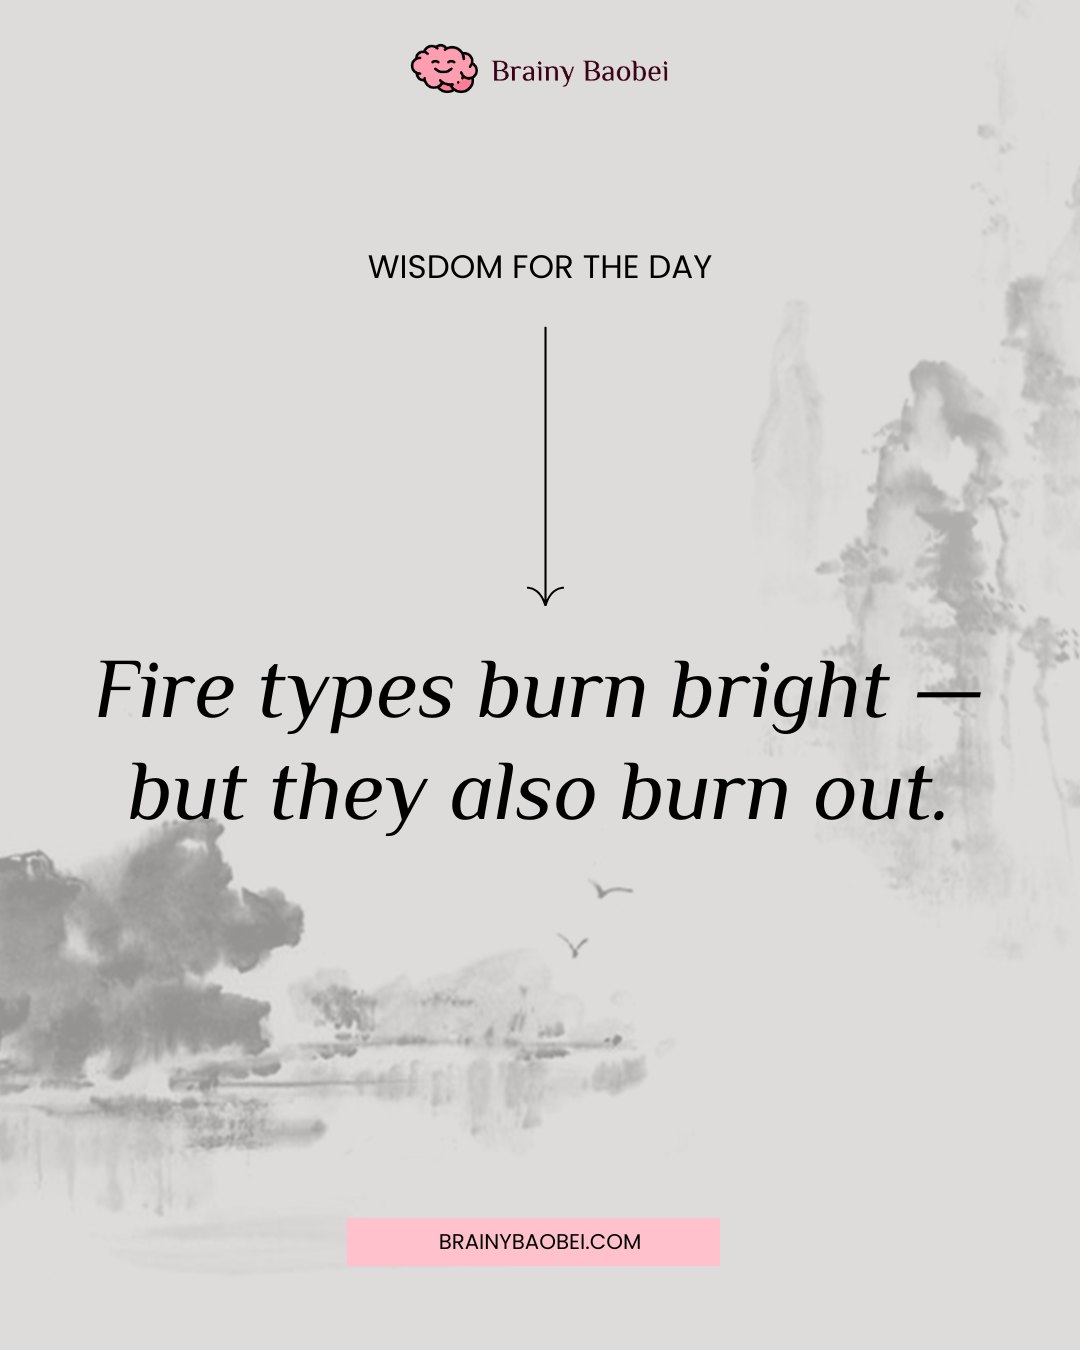 Brainy Baobei
WISDOM FOR THE DAY
Fire types burn bright —
but they also burn out.
BRAINYBAOBEI.COM